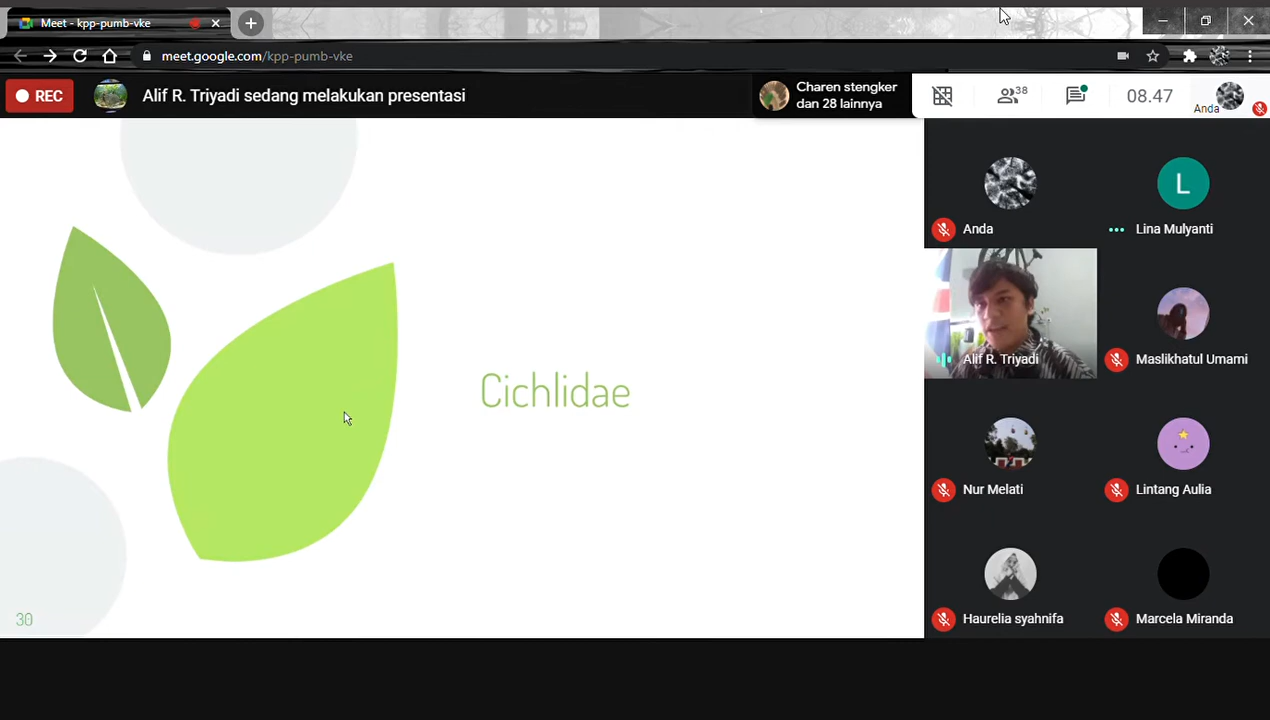 Meet - kpp-pumb-vke
meet.google.com/kpp-pumb-vke
REC
Alif R. Triyadi sedang melakukan presentasi
Charen stengker
dan 28 lainnya
38
08.47
Anda
Anda
L
Lina Mulyanti
Alif R. Triyadi
Maslikhatul Umami
Cichlidae
Nur Melati
Lintang Aulia
Haurelia syahnifa
Marcela Miranda
30